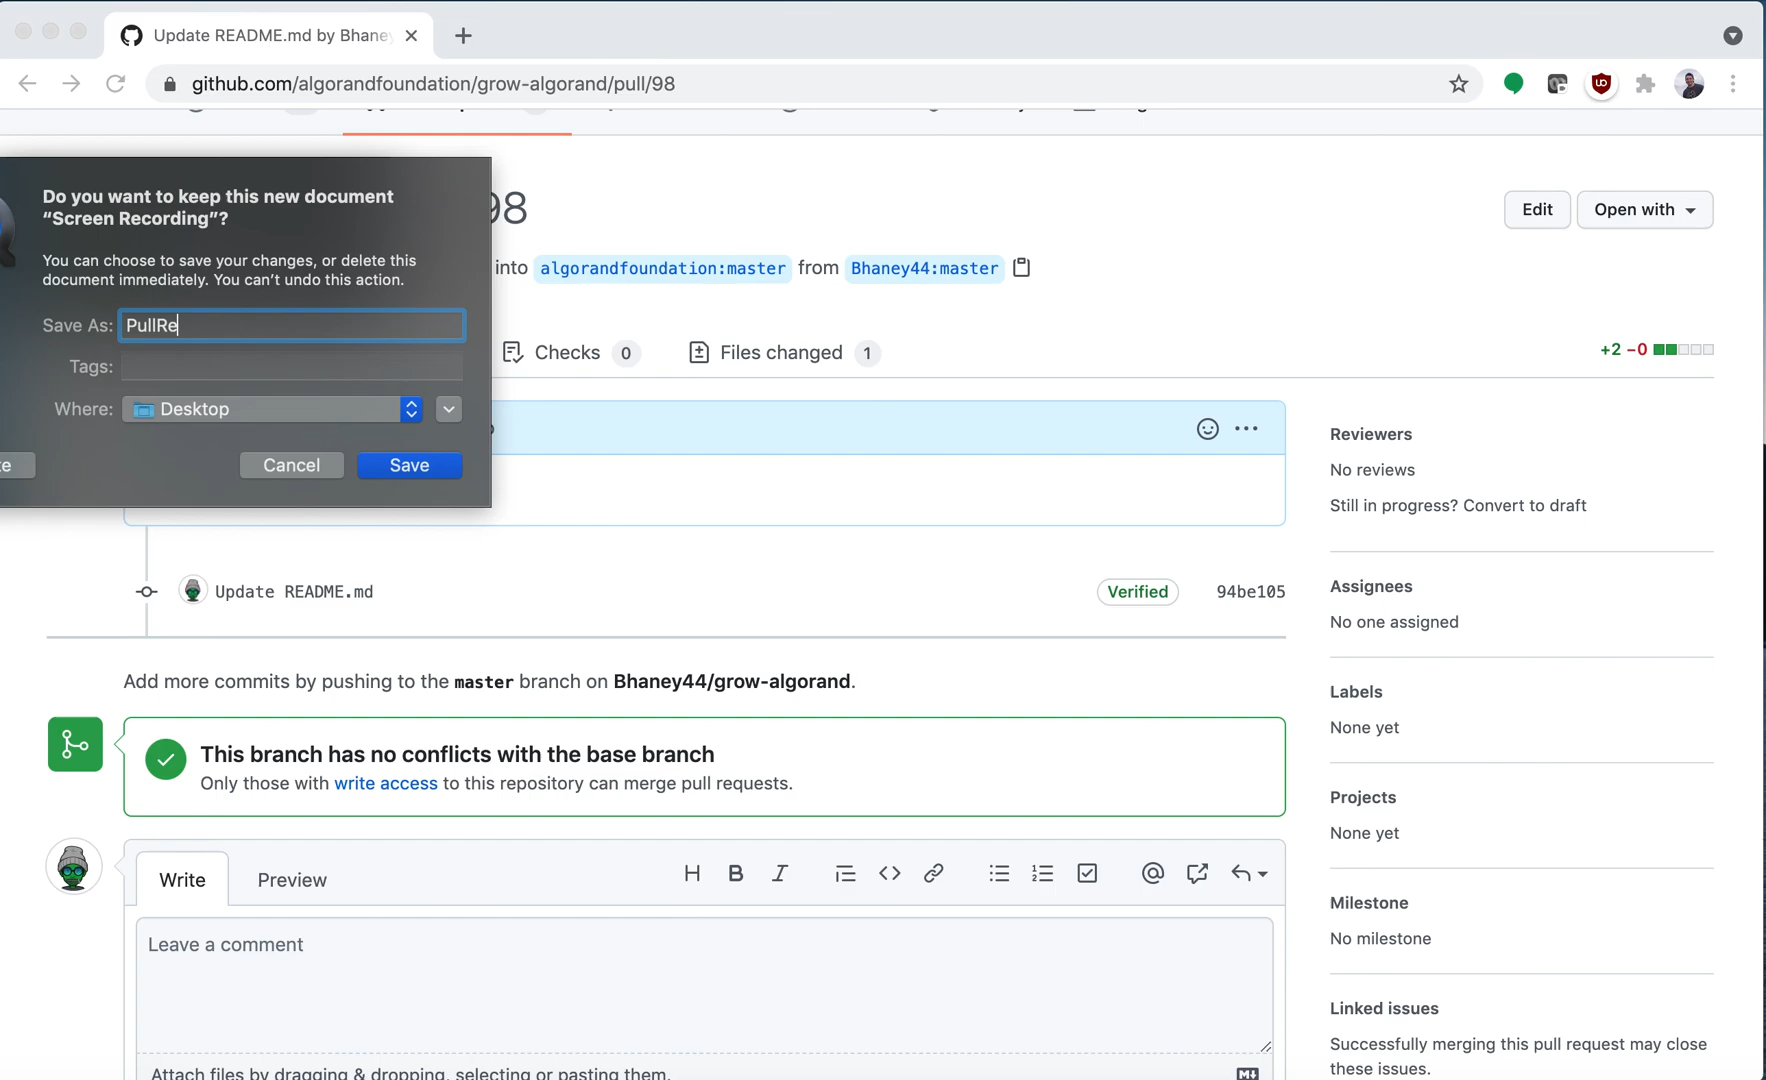 Update README.md by Bhaney
github.com/algorandfoundation/grow-algorand/pull/98
Do you want to keep this new document
“Screen Recording”?
You can choose to save your changes, or delete this
document immediately. You can’t undo this action.
Save As: PullRe
Tags:
Where: Desktop
Cancel
Save
98
Edit
Open with
into algorandfoundation:master from Bhaney44:master
Checks 0
Files changed 1
+2 −0
Update README.md
Verified
94be105
Add more commits by pushing to the master branch on Bhaney44/grow-algorand.
This branch has no conflicts with the base branch
Only those with write access to this repository can merge pull requests.
Write
Preview
H B I
@
Leave a comment
Attach files by dragging & dropping, selecting or pasting them.
Reviewers
No reviews
Still in progress? Convert to draft
Assignees
No one assigned
Labels
None yet
Projects
None yet
Milestone
No milestone
Linked issues
Successfully merging this pull request may close
these issues.